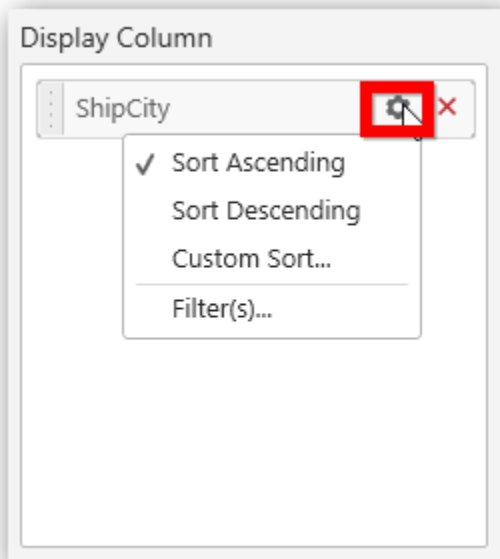 Display Column
ShipCity
Sort Ascending
Sort Descending
Custom Sort...
Filter(s)...